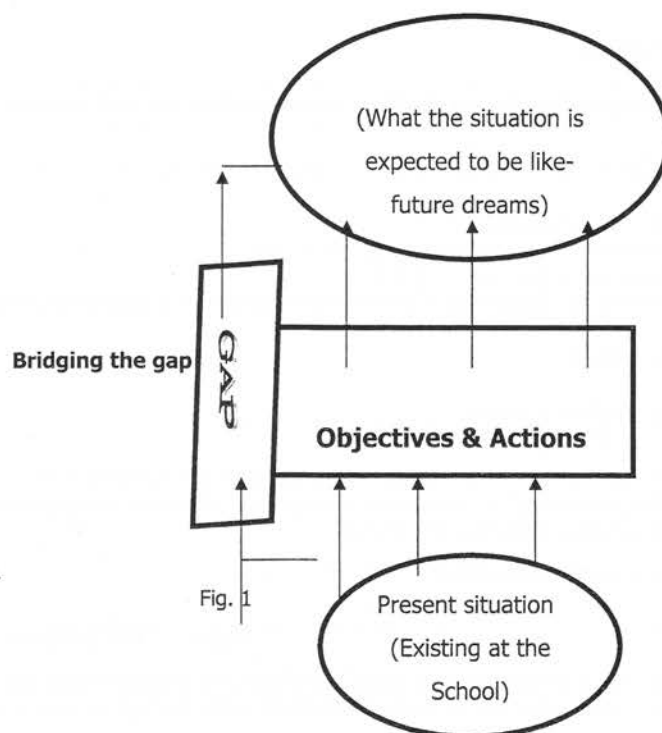 (What the situation is
expected to be like-
future dreams)
Bridging the gap
GAP
Objectives & Actions
Fig. 1
Present situation
(Existing at the
School)